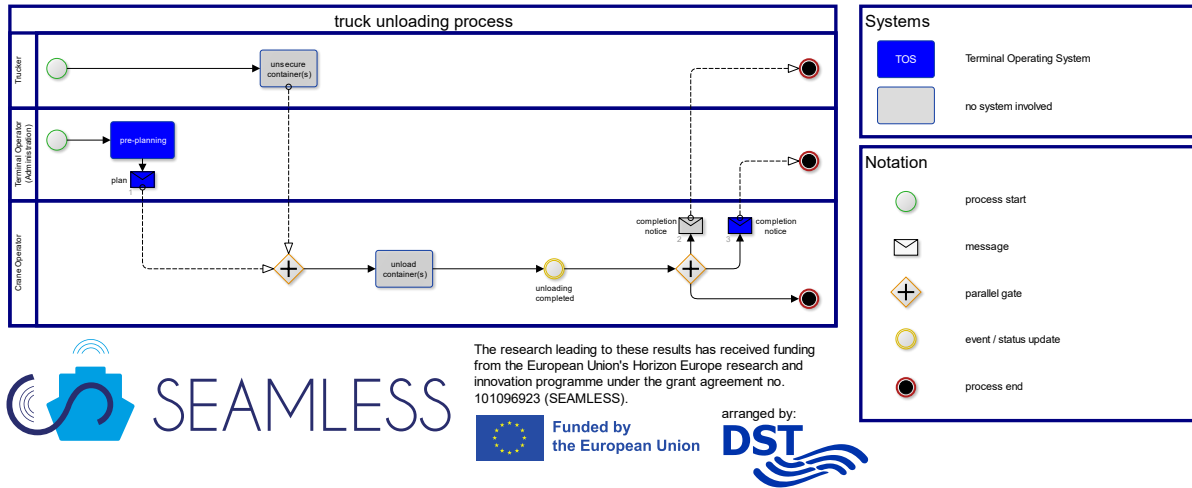 truck unloading process
Trucker
unsecure
container(s)
Terminal Operator
(Administration)
pre-planning
plan
1
Crane Operator
unload
container(s)
unloading
completed
completion
notice
2
completion
notice
3
Systems
TOS
Terminal Operating System
no system involved
Notation
process start
message
parallel gate
event / status update
process end
SEAMLESS
The research leading to these results has received funding
from the European Union's Horizon Europe research and
innovation programme under the grant agreement no.
101096923 (SEAMLESS).
Funded by
the European Union
arranged by:
DST